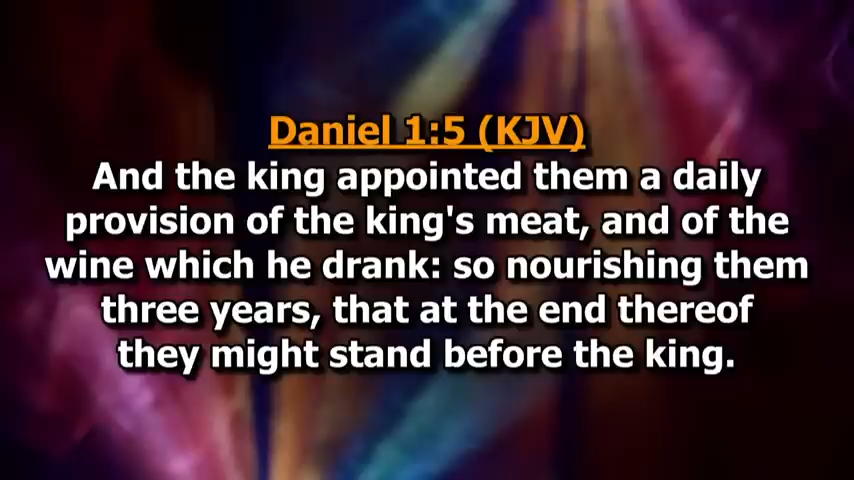 Daniel 1:5 (KJV)
And the king appointed them a daily
provision of the king's meat, and of the
wine which he drank: so nourishing them
three years, that at the end thereof
they might stand before the king.